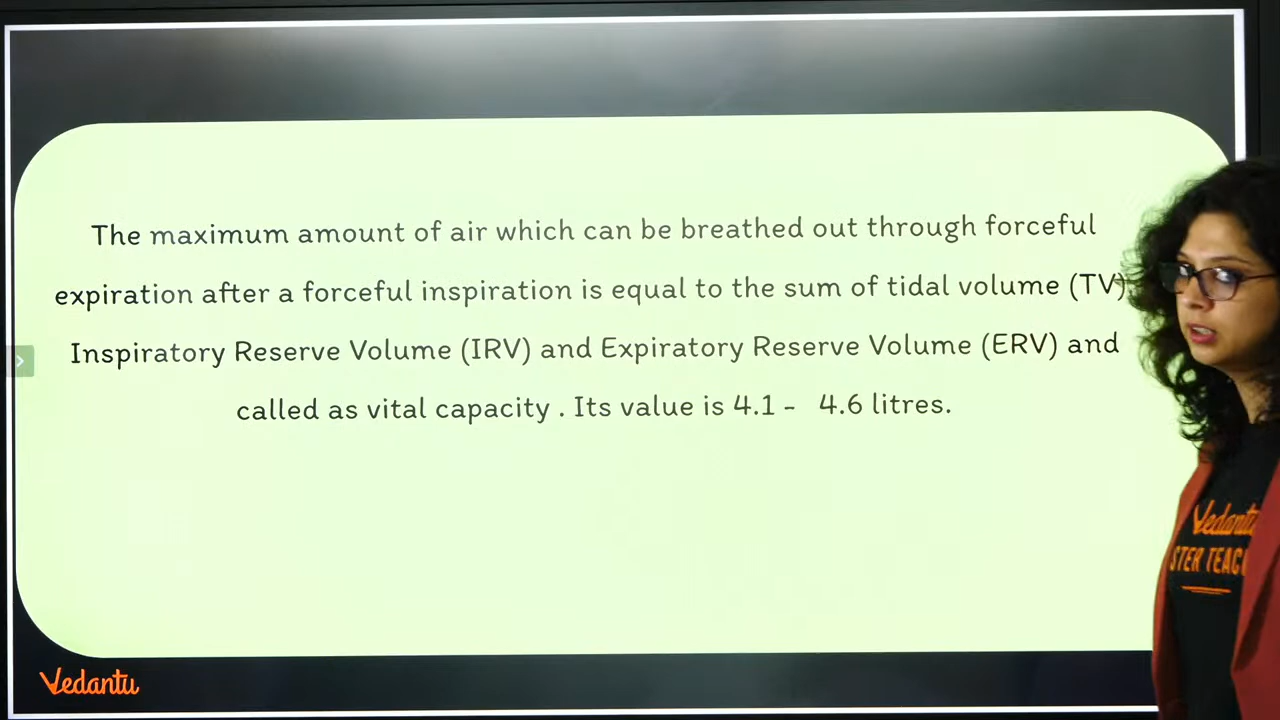 The maximum amount of air which can be breathed out through forceful
expiration after a forceful inspiration is equal to the sum of tidal volume (TV)
Inspiratory Reserve Volume (IRV) and Expiratory Reserve Volume (ERV) and
called as vital capacity . Its value is 4.1 - 4.6 litres.
Vedantu
Vedantu